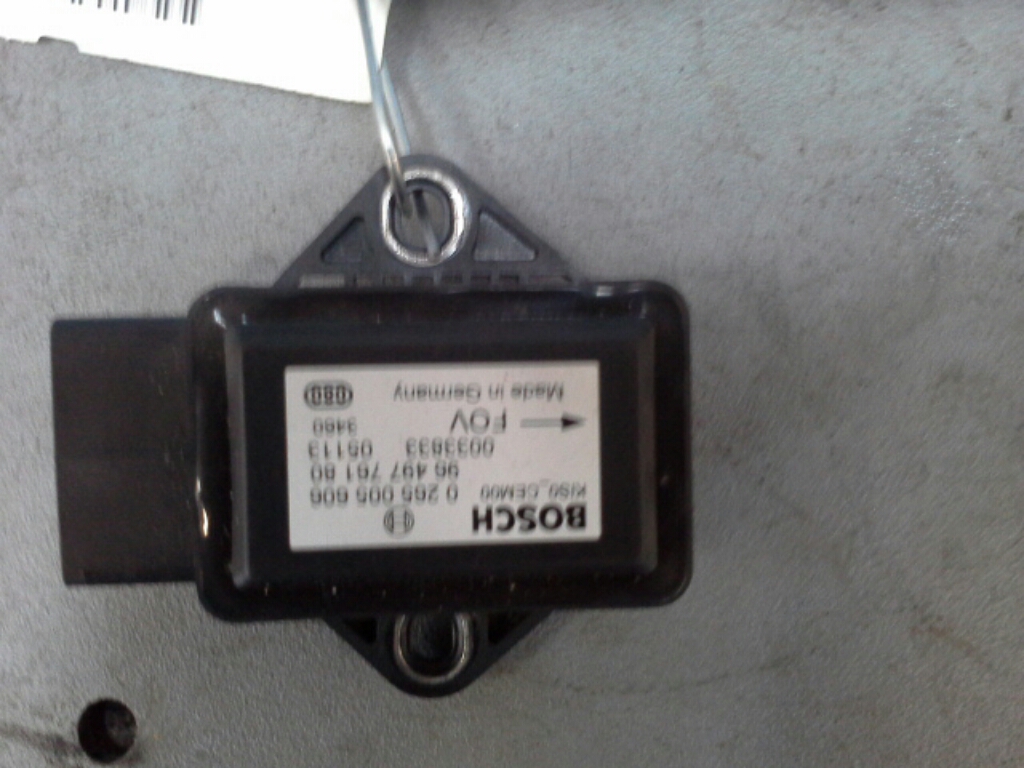 BOSCH
KIS0_CEM00 0 265 005 606
96 497 761 80
0033833 05113
FOV 3460
Made in Germany